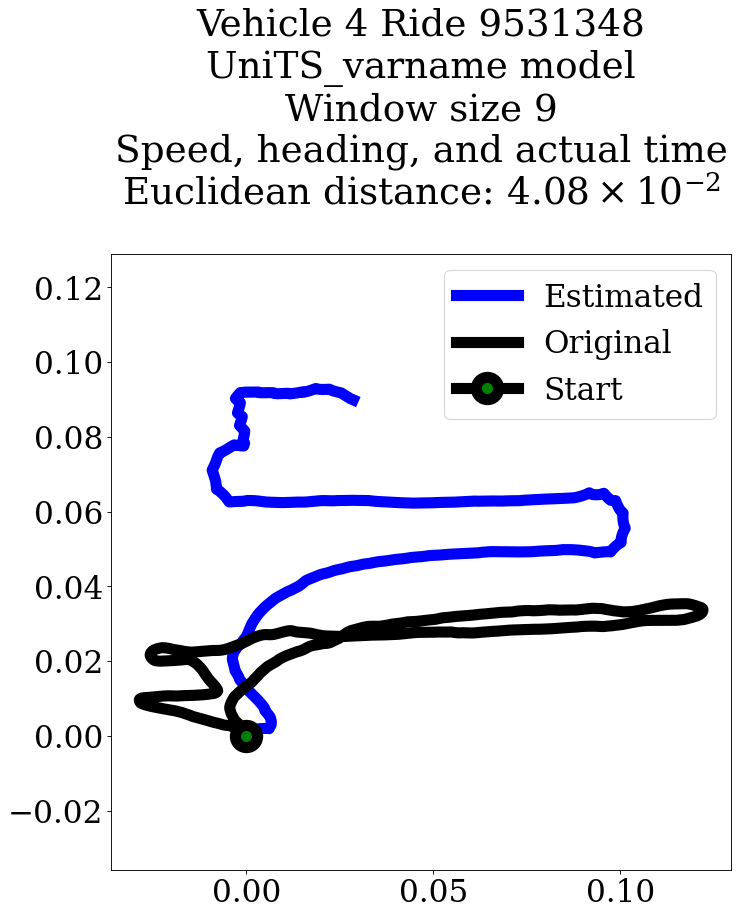 Vehicle 4 Ride 9531348
UniTS_varname model
Window size 9
Speed, heading, and actual time
Euclidean distance: 4.08 × 10⁻²
Estimated
Original
Start
0.12
0.10
0.08
0.06
0.04
0.02
0.00
−0.02
0.00 0.05 0.10